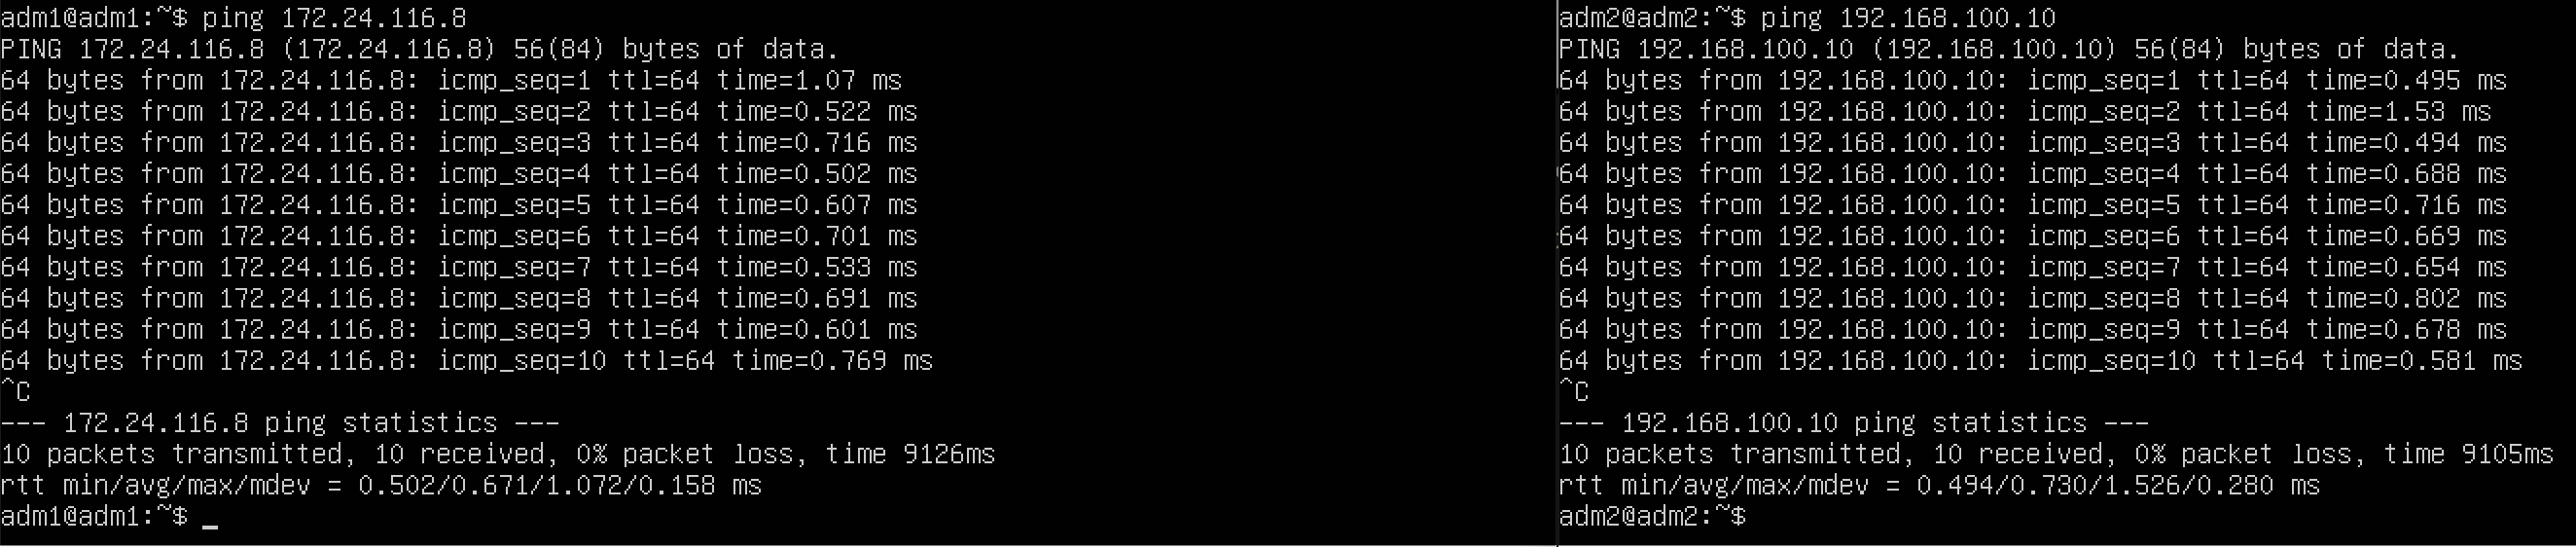 adm1@adm1:~$ ping 172.24.116.8
PING 172.24.116.8 (172.24.116.8) 56(84) bytes of data.
64 bytes from 172.24.116.8: icmp_seq=1 ttl=64 time=1.07 ms
64 bytes from 172.24.116.8: icmp_seq=2 ttl=64 time=0.522 ms
64 bytes from 172.24.116.8: icmp_seq=3 ttl=64 time=0.716 ms
64 bytes from 172.24.116.8: icmp_seq=4 ttl=64 time=0.502 ms
64 bytes from 172.24.116.8: icmp_seq=5 ttl=64 time=0.607 ms
64 bytes from 172.24.116.8: icmp_seq=6 ttl=64 time=0.701 ms
64 bytes from 172.24.116.8: icmp_seq=7 ttl=64 time=0.533 ms
64 bytes from 172.24.116.8: icmp_seq=8 ttl=64 time=0.691 ms
64 bytes from 172.24.116.8: icmp_seq=9 ttl=64 time=0.601 ms
64 bytes from 172.24.116.8: icmp_seq=10 ttl=64 time=0.769 ms
^C
--- 172.24.116.8 ping statistics ---
10 packets transmitted, 10 received, 0% packet loss, time 9126ms
rtt min/avg/max/mdev = 0.502/0.671/1.072/0.158 ms
adm1@adm1:~$ _
adm2@adm2:~$ ping 192.168.100.10
PING 192.168.100.10 (192.168.100.10) 56(84) bytes of data.
64 bytes from 192.168.100.10: icmp_seq=1 ttl=64 time=0.495 ms
64 bytes from 192.168.100.10: icmp_seq=2 ttl=64 time=1.53 ms
64 bytes from 192.168.100.10: icmp_seq=3 ttl=64 time=0.494 ms
64 bytes from 192.168.100.10: icmp_seq=4 ttl=64 time=0.688 ms
64 bytes from 192.168.100.10: icmp_seq=5 ttl=64 time=0.716 ms
64 bytes from 192.168.100.10: icmp_seq=6 ttl=64 time=0.669 ms
64 bytes from 192.168.100.10: icmp_seq=7 ttl=64 time=0.654 ms
64 bytes from 192.168.100.10: icmp_seq=8 ttl=64 time=0.802 ms
64 bytes from 192.168.100.10: icmp_seq=9 ttl=64 time=0.678 ms
64 bytes from 192.168.100.10: icmp_seq=10 ttl=64 time=0.581 ms
^C
--- 192.168.100.10 ping statistics ---
10 packets transmitted, 10 received, 0% packet loss, time 9105ms
rtt min/avg/max/mdev = 0.494/0.730/1.526/0.280 ms
adm2@adm2:~$